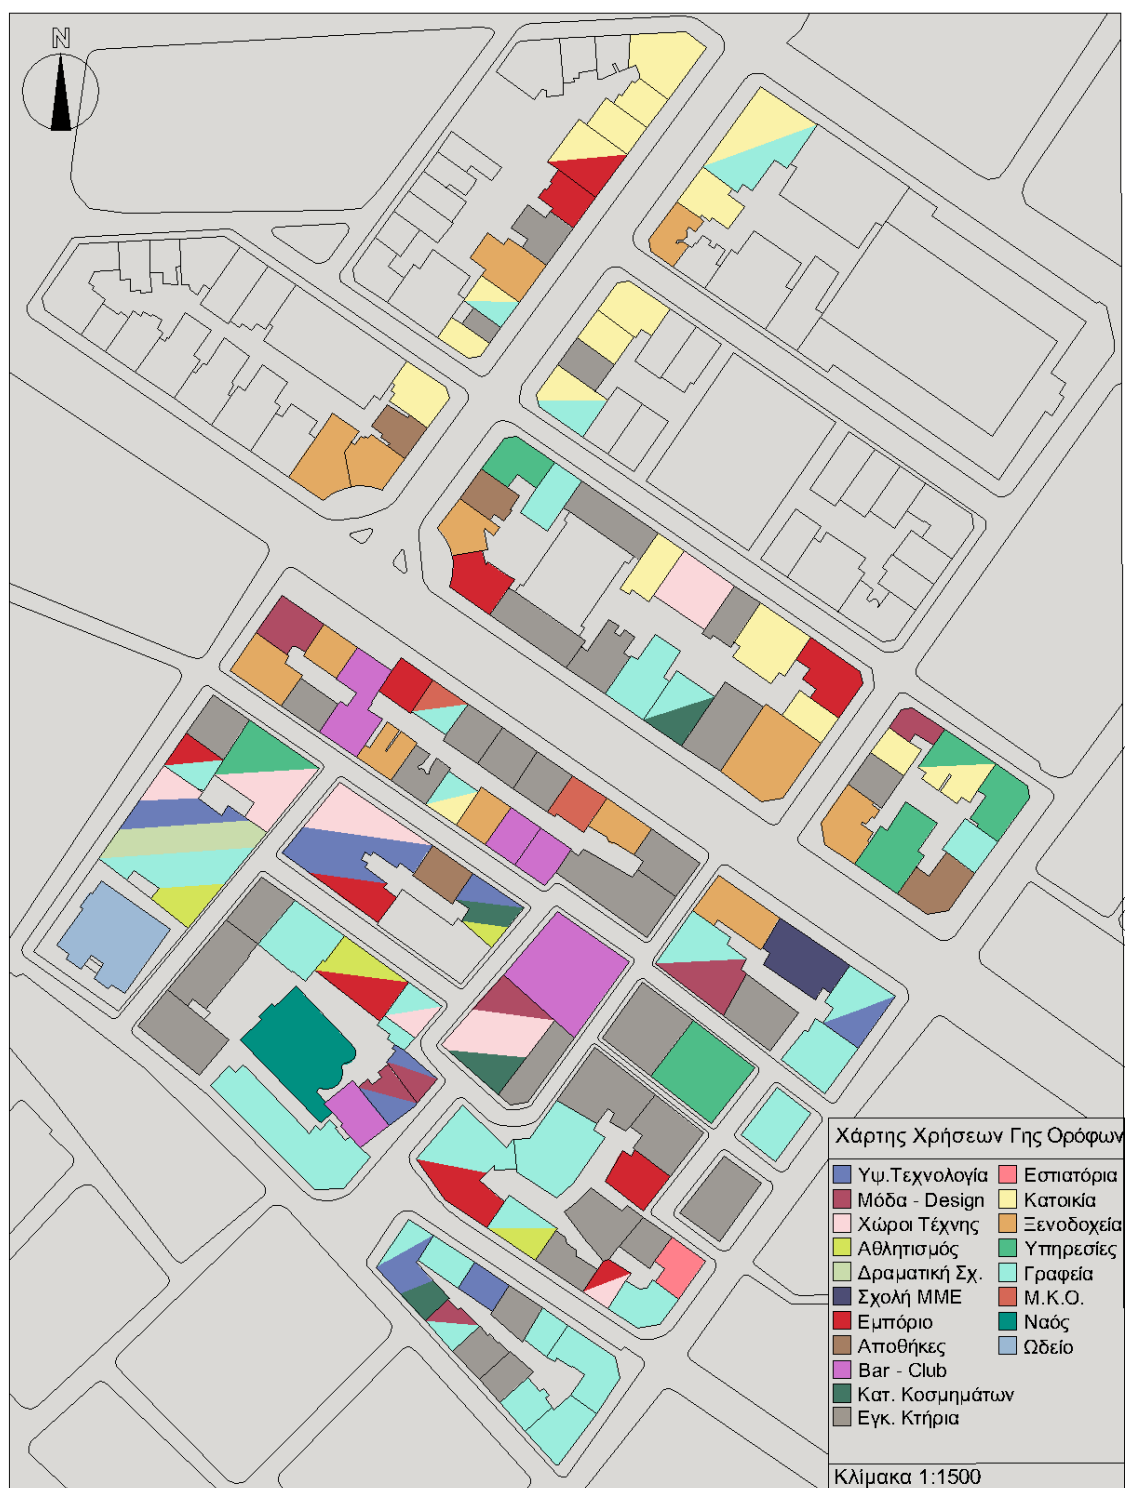 N
Χάρτης Χρήσεων Γης Ορόφων
Υψ.Τεχνολογία
Μόδα - Design
Χώροι Τέχνης
Αθλητισμός
Δραματική Σχ.
Σχολή ΜΜΕ
Εμπόριο
Αποθήκες
Bar - Club
Κατ. Κοσμημάτων
Εγκ. Κτήρια
Εσπιατόρια
Κατοικία
Ξενοδοχεία
Υπηρεσίες
Γραφεία
Μ.Κ.Ο.
Ναός
Ωδείο
Κλίμακα 1:1500